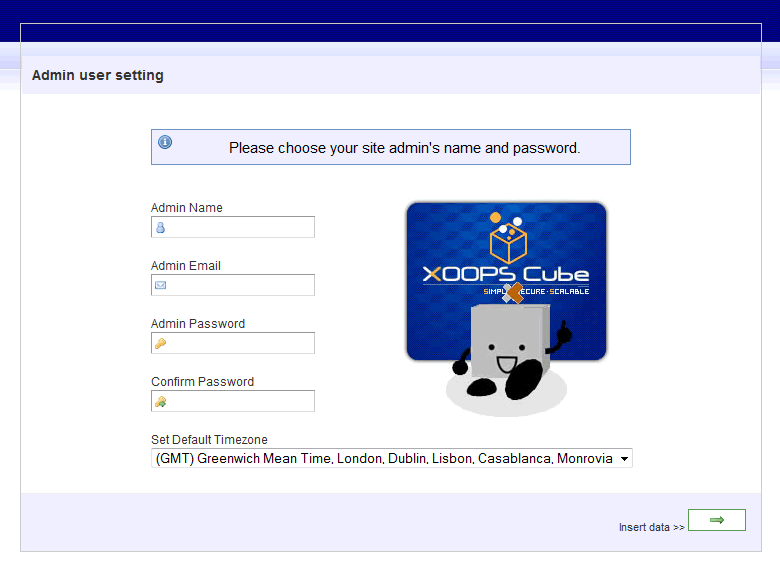 Admin user setting
Please choose your site admin's name and password.
Admin Name
XOOPS Cube
SIMPL ECURE·SCALABLE
Admin Email
Admin Password
Confirm Password
Set Default Timezone
(GMT) Greenwich Mean Time, London, Dublin, Lisbon, Casablanca, Monrovia
Insert data >>